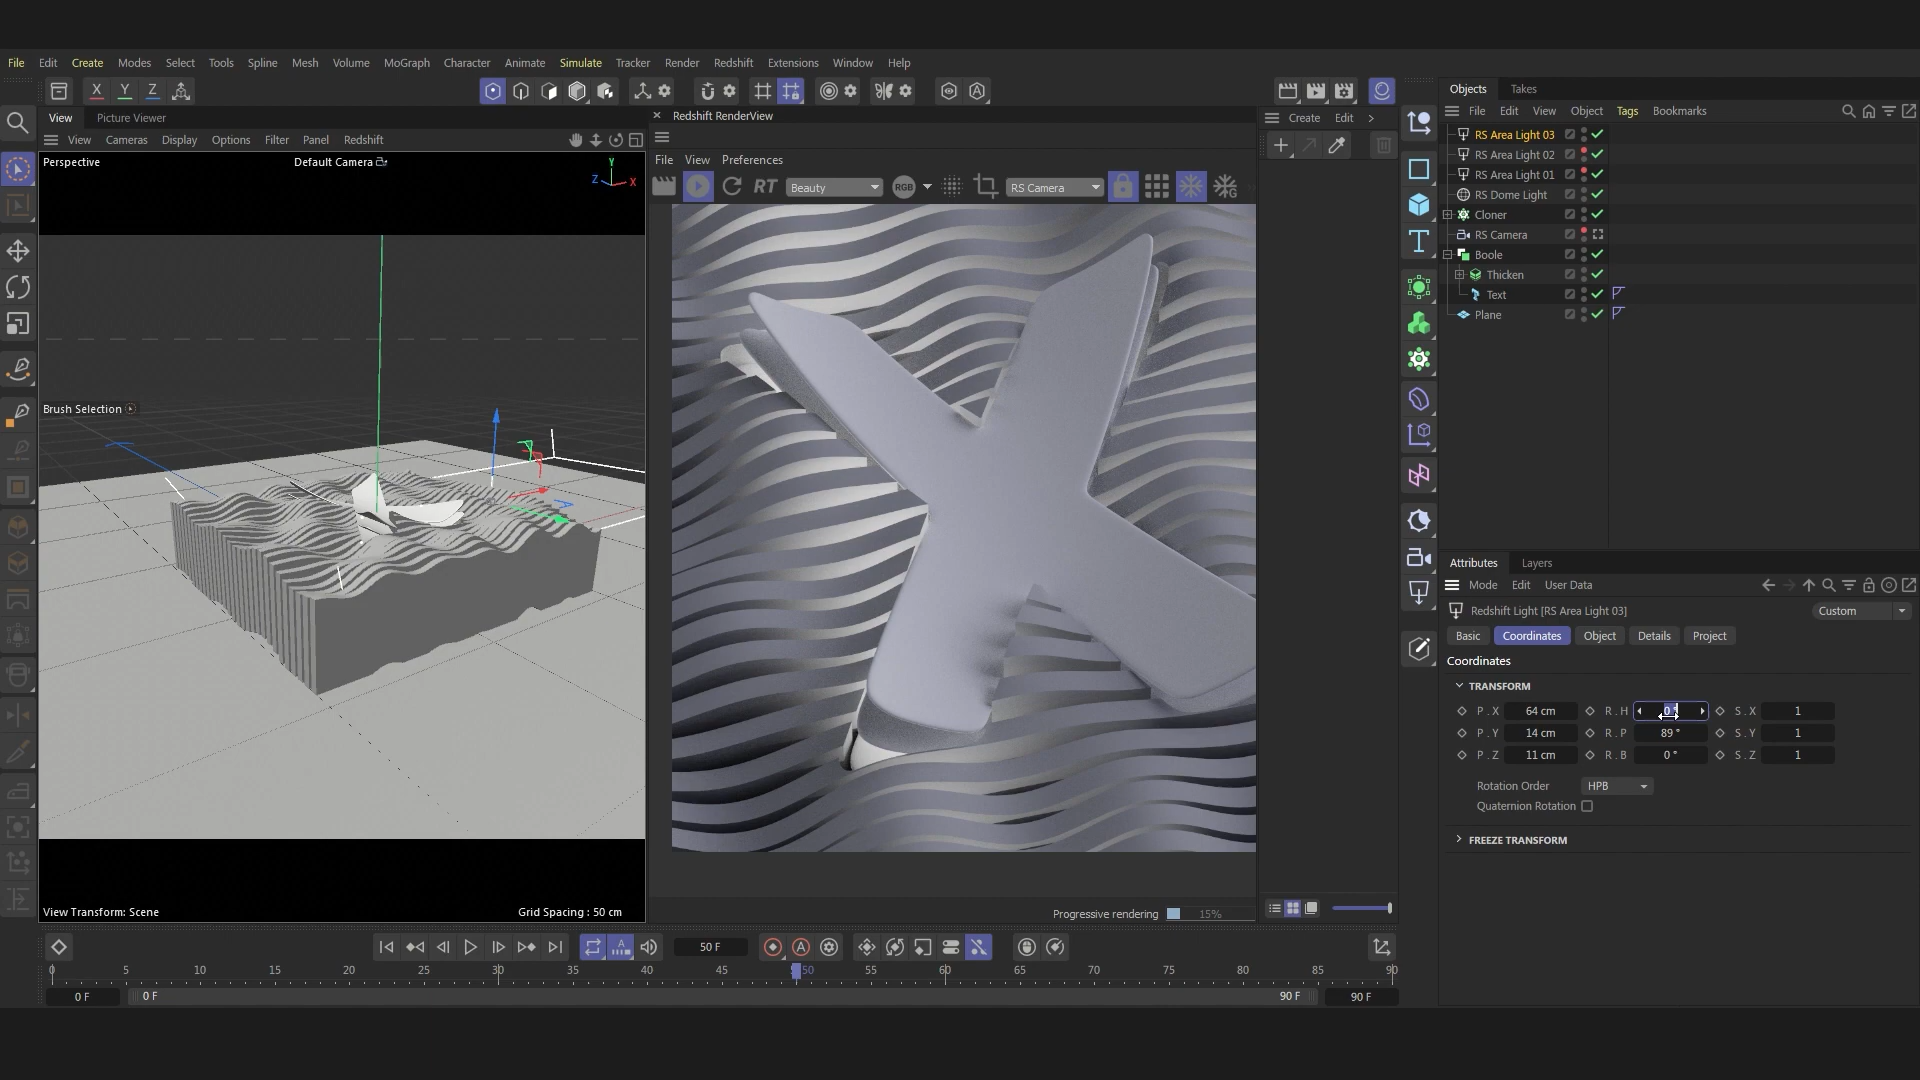 File Edit Create Modes Select Tools Spline Mesh Volume MoGraph Character Animate Simulate Tracker Render Redshift Extensions Window Help
X Y Z
View Picture Viewer
View Cameras Display Options Filter Panel Redshift
Perspective
Default Camera
Y
Z X
Brush Selection
View Transform: Scene
Grid Spacing : 50 cm
Redshift RenderView
File View Preferences
RT Beauty RGB RS Camera
Progressive rendering 15%
Create Edit
Objects Takes
File Edit View Object Tags Bookmarks
RS Area Light 03
RS Area Light 02
RS Area Light 01
RS Dome Light
Cloner
RS Camera
Boole
Thicken
Text
Plane
Attributes Layers
Mode Edit User Data
Redshift Light [RS Area Light 03]
Custom
Basic Coordinates Object Details Project
Coordinates
TRANSFORM
P . X 64 cm R . H 0 ° S . X 1
P . Y 14 cm R . P 89 ° S . Y 1
P . Z 11 cm R . B 0 ° S . Z 1
Rotation Order HPB
Quaternion Rotation
FREEZE TRANSFORM
50 F
0 5 10 15 20 25 30 35 40 45 50 55 60 65 70 75 80 85 90
0 F 0 F 90 F 90 F